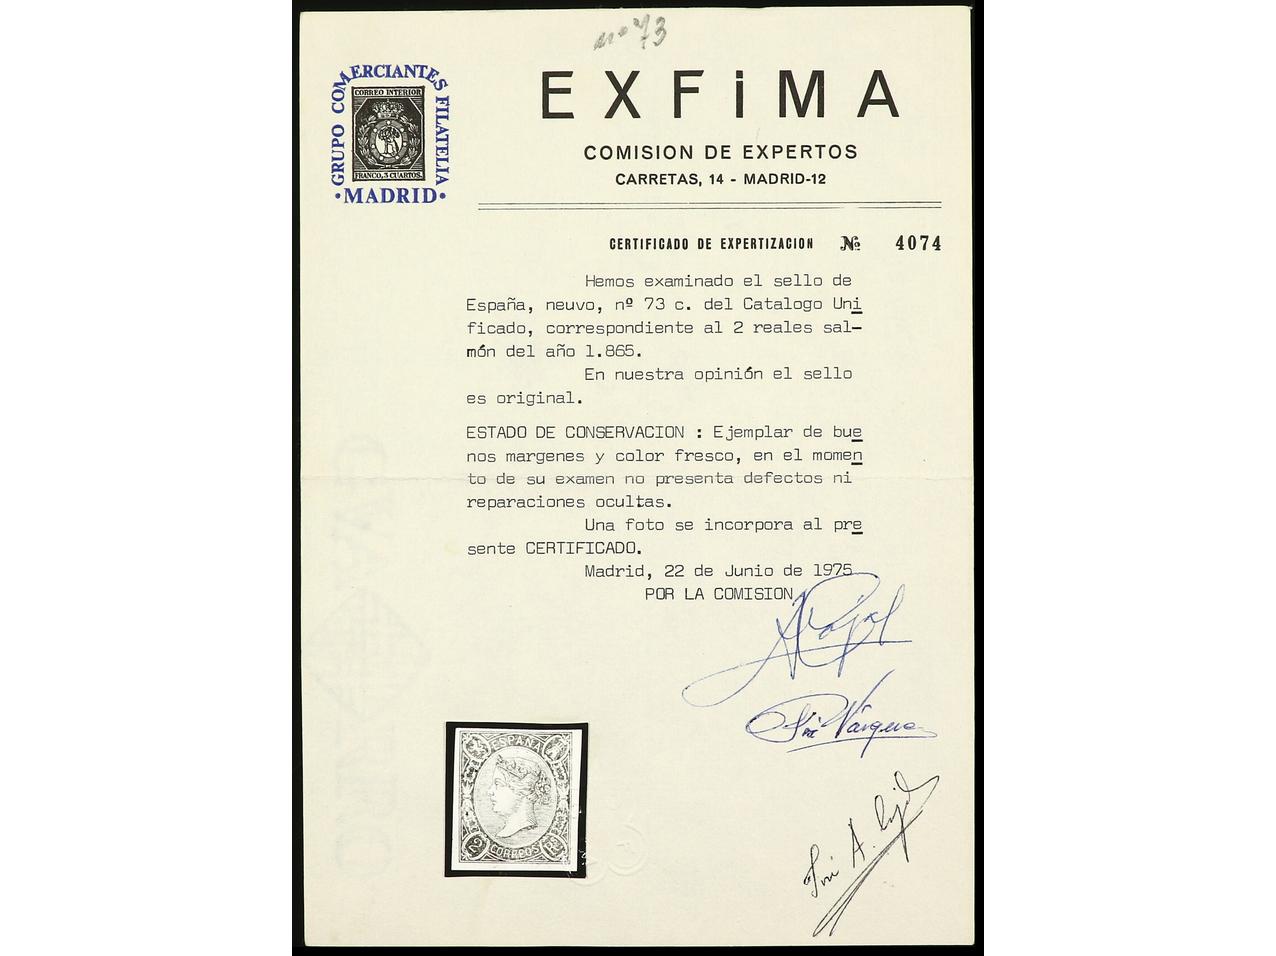 nº 73
GRUPO COMERCIANTES FILATELIA
CORREO INTERIOR
FRANCO, 3 CUARTOS.
·MADRID·
EXFiMA
COMISION DE EXPERTOS
CARRETAS, 14 - MADRID-12
CERTIFICADO DE EXPERTIZACION № 4074
Hemos examinado el sello de
España, neuvo, nº 73 c. del Catalogo Uni
ficado, correspondiente al 2 reales sal-
món del año 1.865.
En nuestra opinión el sello
es original.
ESTADO DE CONSERVACION : Ejemplar de bue
nos margenes y color fresco, en el momen
to de su examen no presenta defectos ni
reparaciones ocultas.
Una foto se incorpora al pre
sente CERTIFICADO.
Madrid, 22 de Junio de 1975
POR LA COMISION
ESPAÑA
2 CORREOS Rs